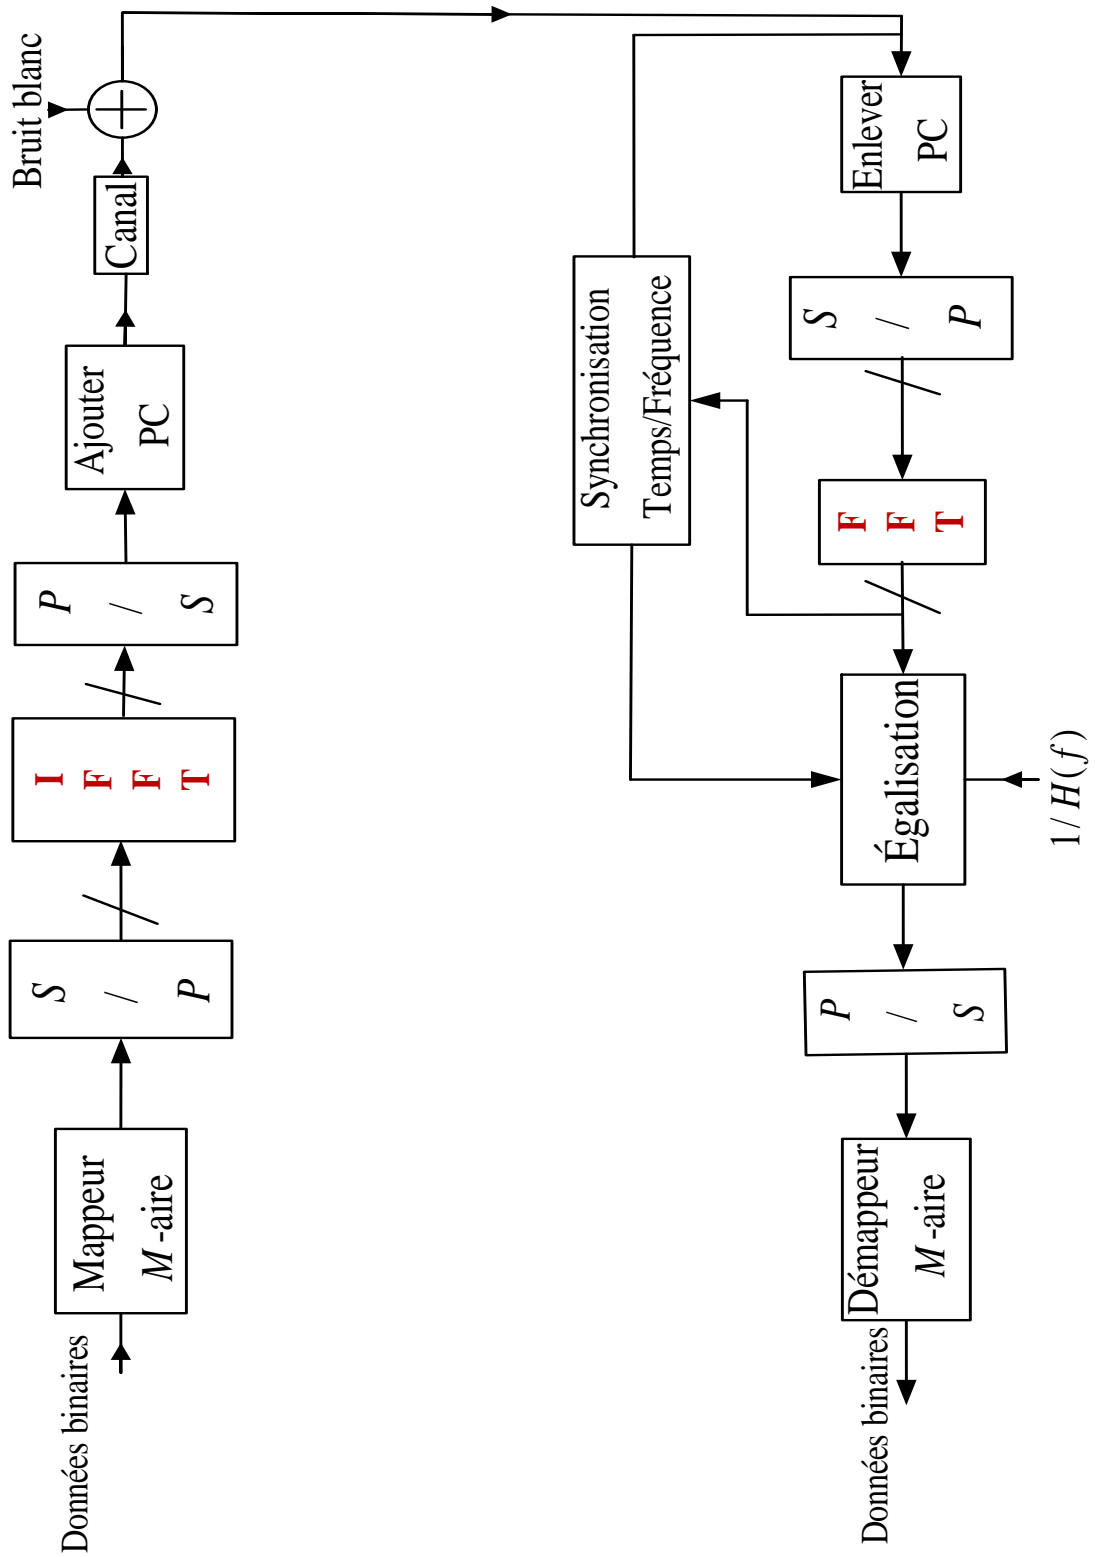 Données binaires
Mappeur
M-aire
S
/
P
I
F
F
T
P
/
S
Ajouter
PC
Canal
Bruit blanc
Synchronisation
Temps/Fréquence
Enlever
PC
S
/
P
F
F
T
Égalisation
1/H(f)
P
/
S
Démappeur
M-aire
Données binaires